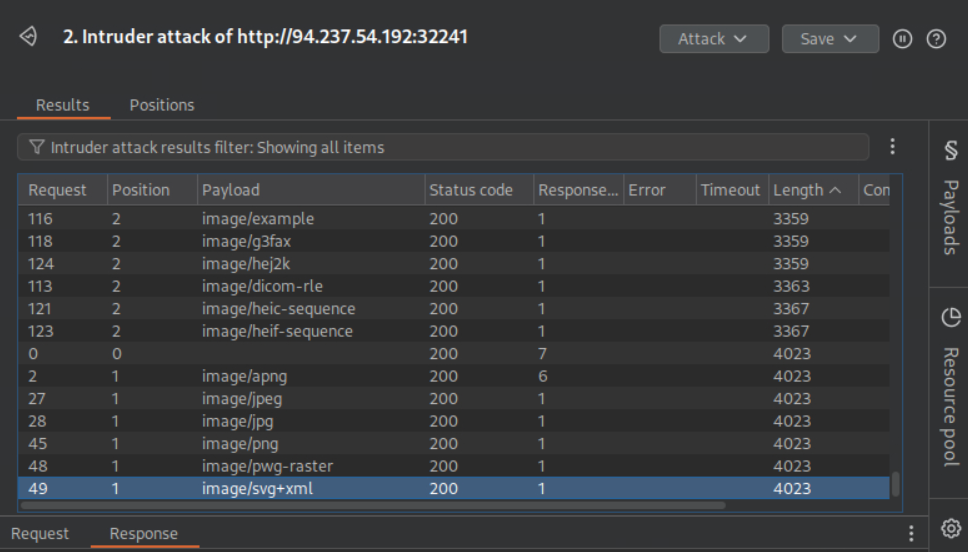 2. Intruder attack of http://94.237.54.192:32241
Attack
Save
Results Positions
Intruder attack results filter: Showing all items
Request Position Payload Status code Response... Error Timeout Length Con
116 2 image/example 200 1 3359
118 2 image/g3fax 200 1 3359
124 2 image/hej2k 200 1 3359
113 2 image/dicom-rle 200 1 3363
121 2 image/heic-sequence 200 1 3367
123 2 image/heif-sequence 200 1 3367
0 0 200 7 4023
2 1 image/apng 200 6 4023
27 1 image/jpeg 200 1 4023
28 1 image/jpg 200 1 4023
45 1 image/png 200 1 4023
48 1 image/pwg-raster 200 1 4023
49 1 image/svg+xml 200 1 4023
Request Response
§
Payloads
Resource pool